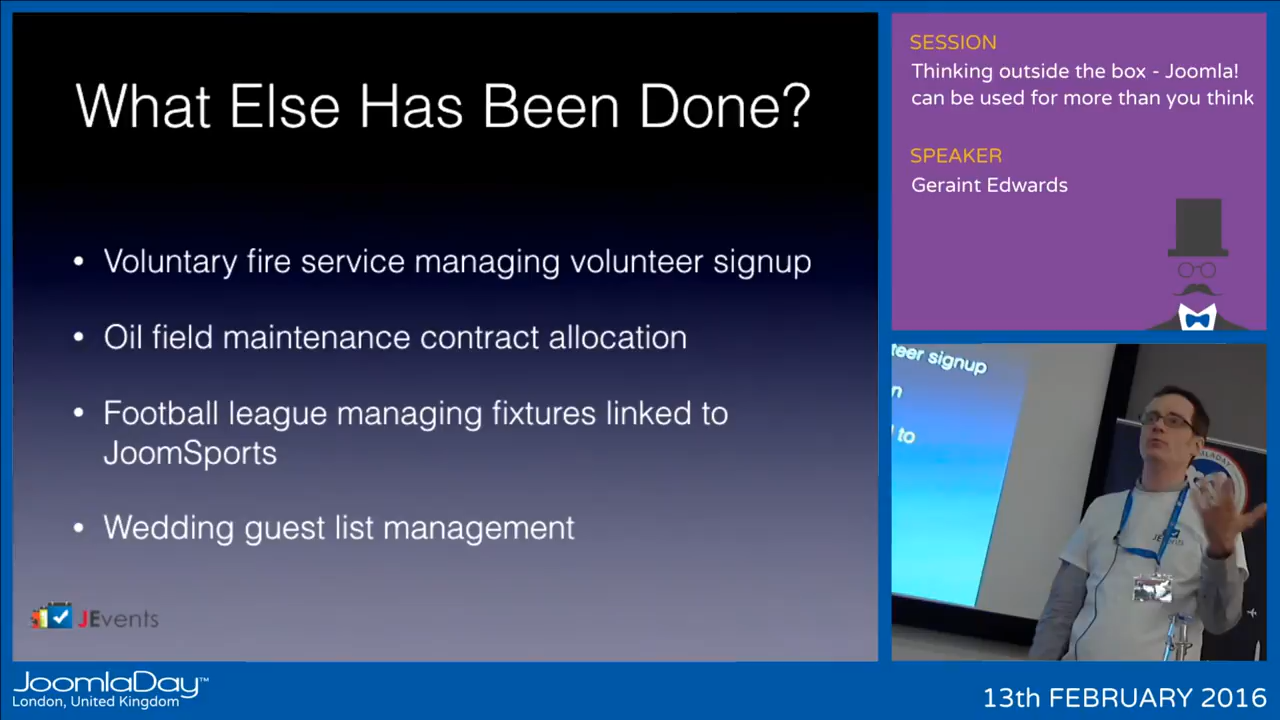 What Else Has Been Done?
• Voluntary fire service managing volunteer signup
• Oil field maintenance contract allocation
• Football league managing fixtures linked to
JoomSports
• Wedding guest list management
JEvents
SESSION
Thinking outside the box - Joomla!
can be used for more than you think
SPEAKER
Geraint Edwards
teer signup
n
to
JEvents
JoomlaDay™
London, United Kingdom
13th FEBRUARY 2016